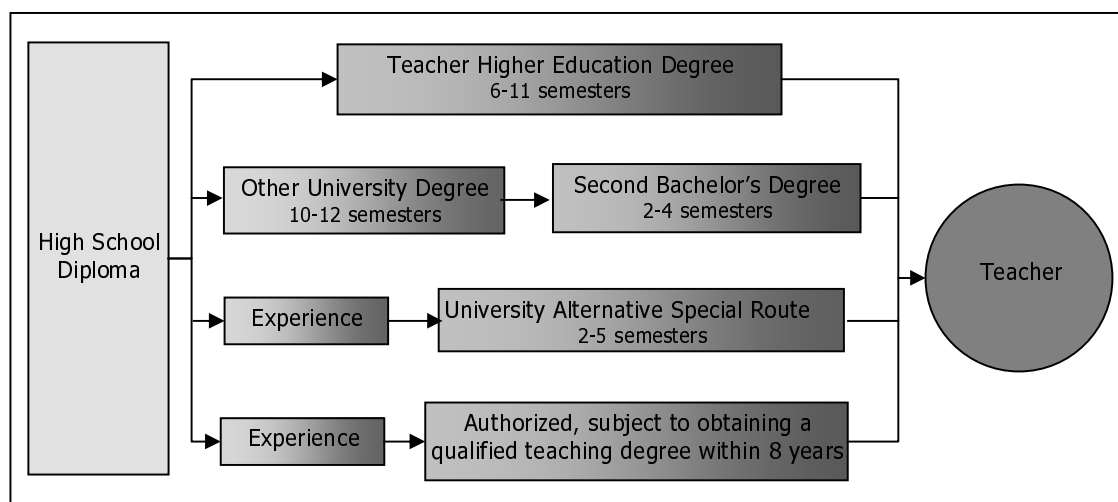 High School
Diploma
Teacher Higher Education Degree
6-11 semesters
Other University Degree
10-12 semesters
Second Bachelor's Degree
2-4 semesters
Experience
University Alternative Special Route
2-5 semesters
Experience
Authorized, subject to obtaining a
qualified teaching degree within 8 years
Teacher